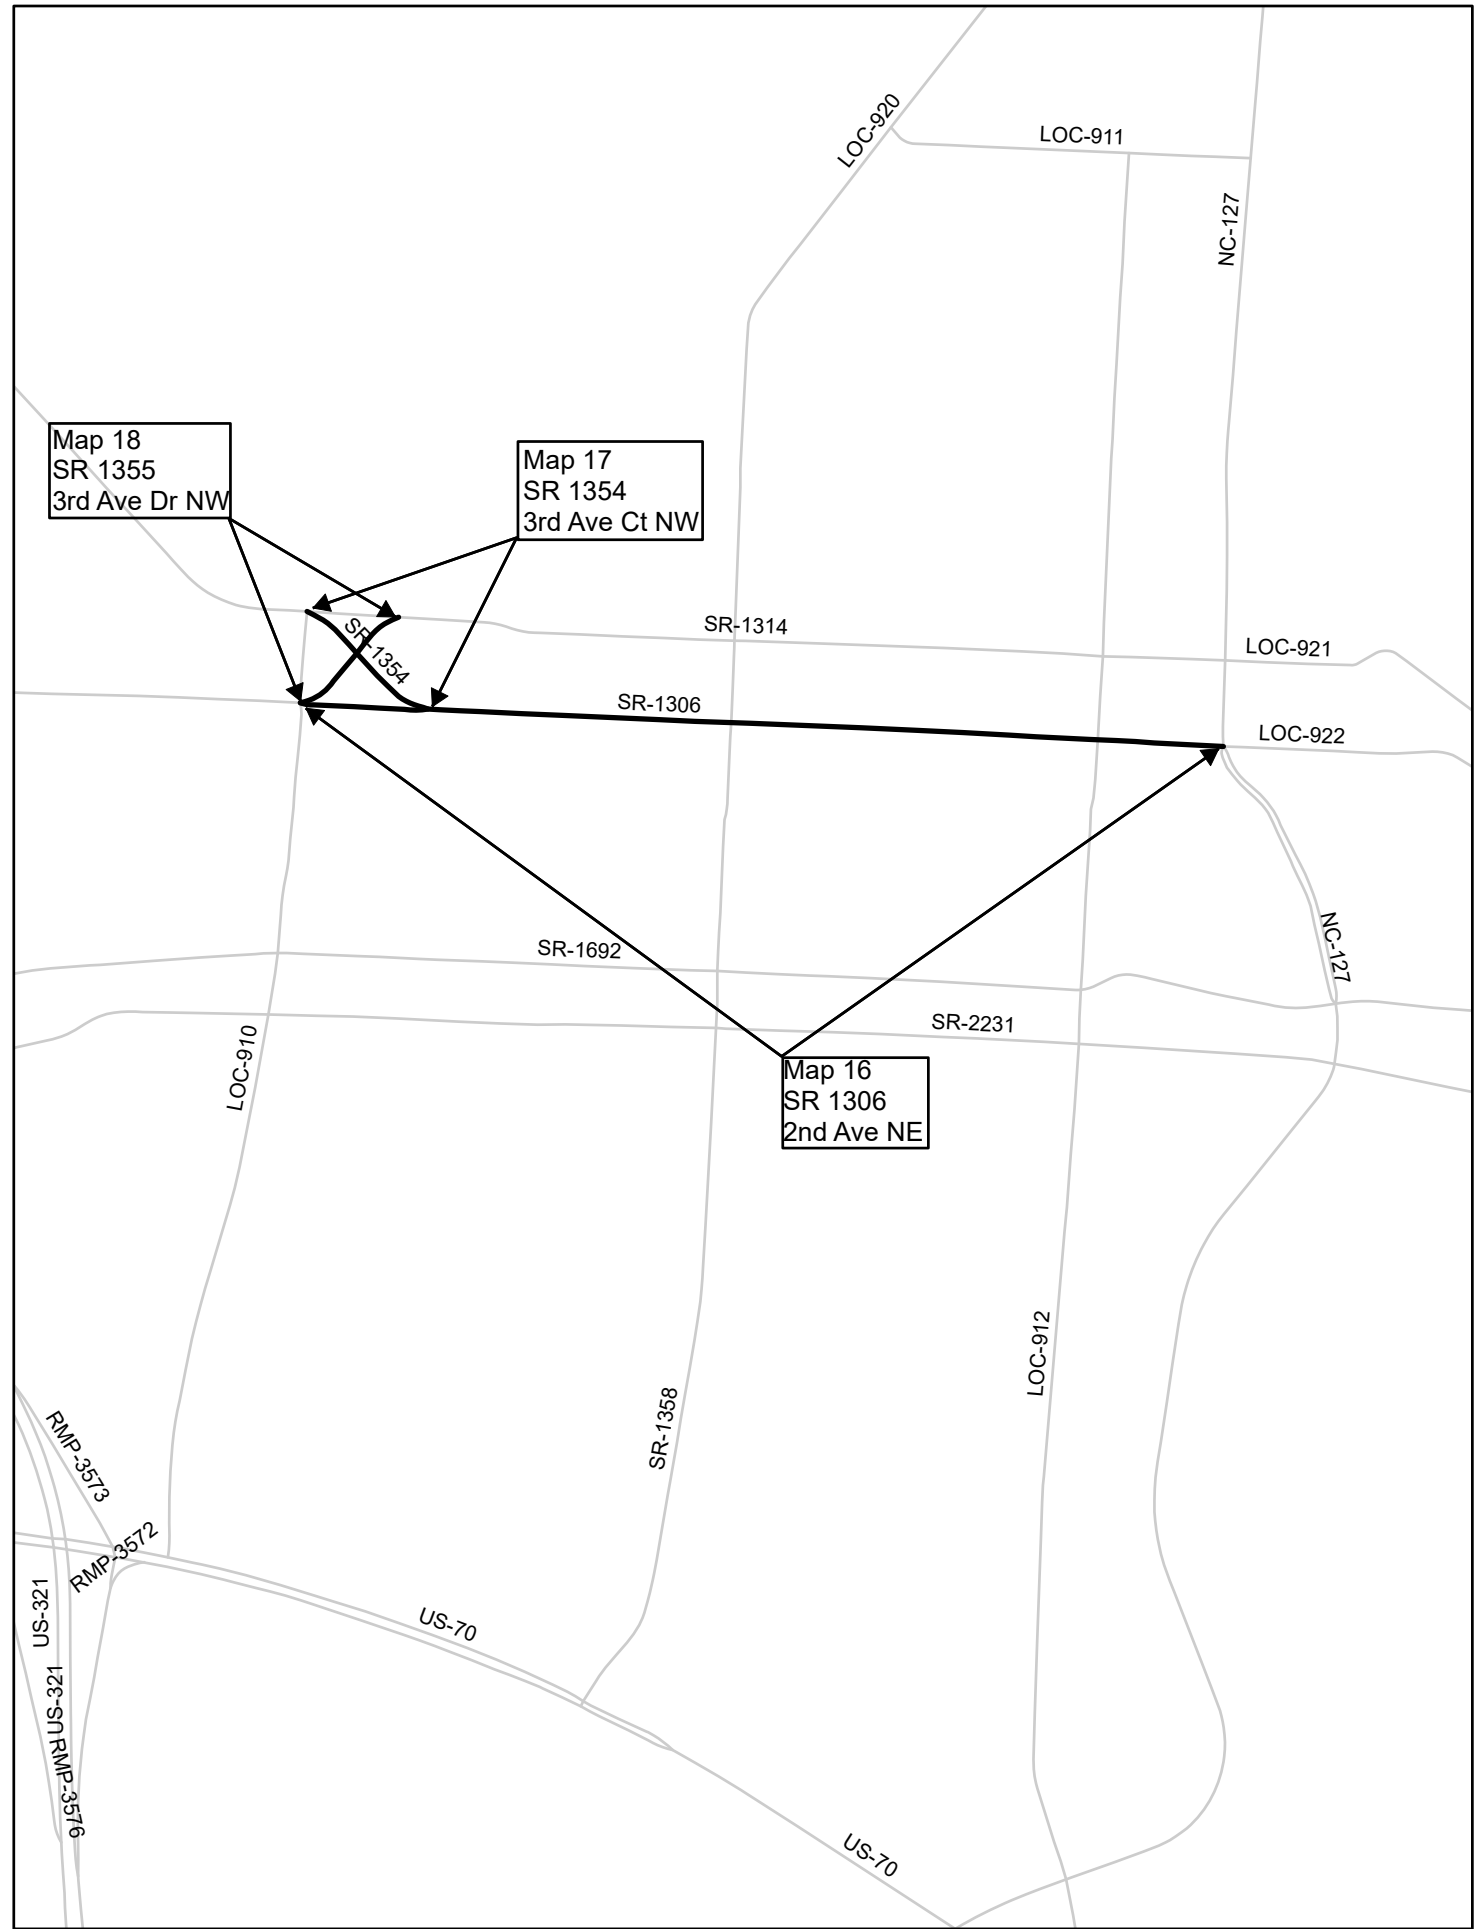 LOC-920
LOC-911
NC-127
Map 18
SR 1355
3rd Ave Dr NW
Map 17
SR 1354
3rd Ave Ct NW
SR-1354
SR-1314
LOC-921
SR-1306
LOC-922
NC-127
SR-1692
SR-2231
LOC-910
Map 16
SR 1306
2nd Ave NE
LOC-912
SR-1358
RMP-3573
RMP-3572
US-321
US-70
US-321
RMP-3576
US-70